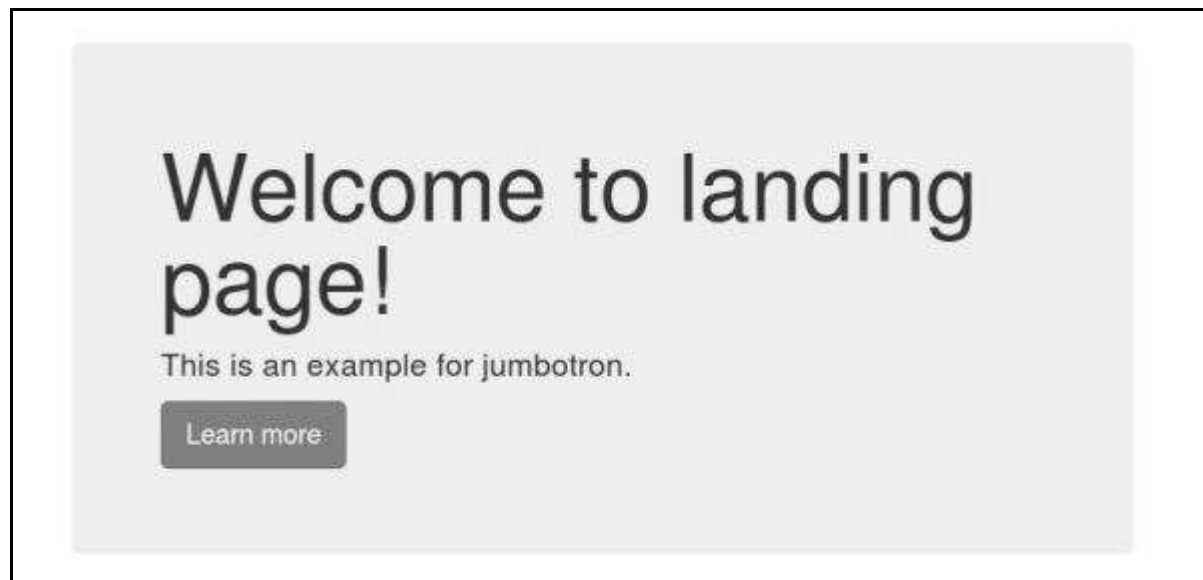 Welcome to landing
page!
This is an example for jumbotron.
Learn more